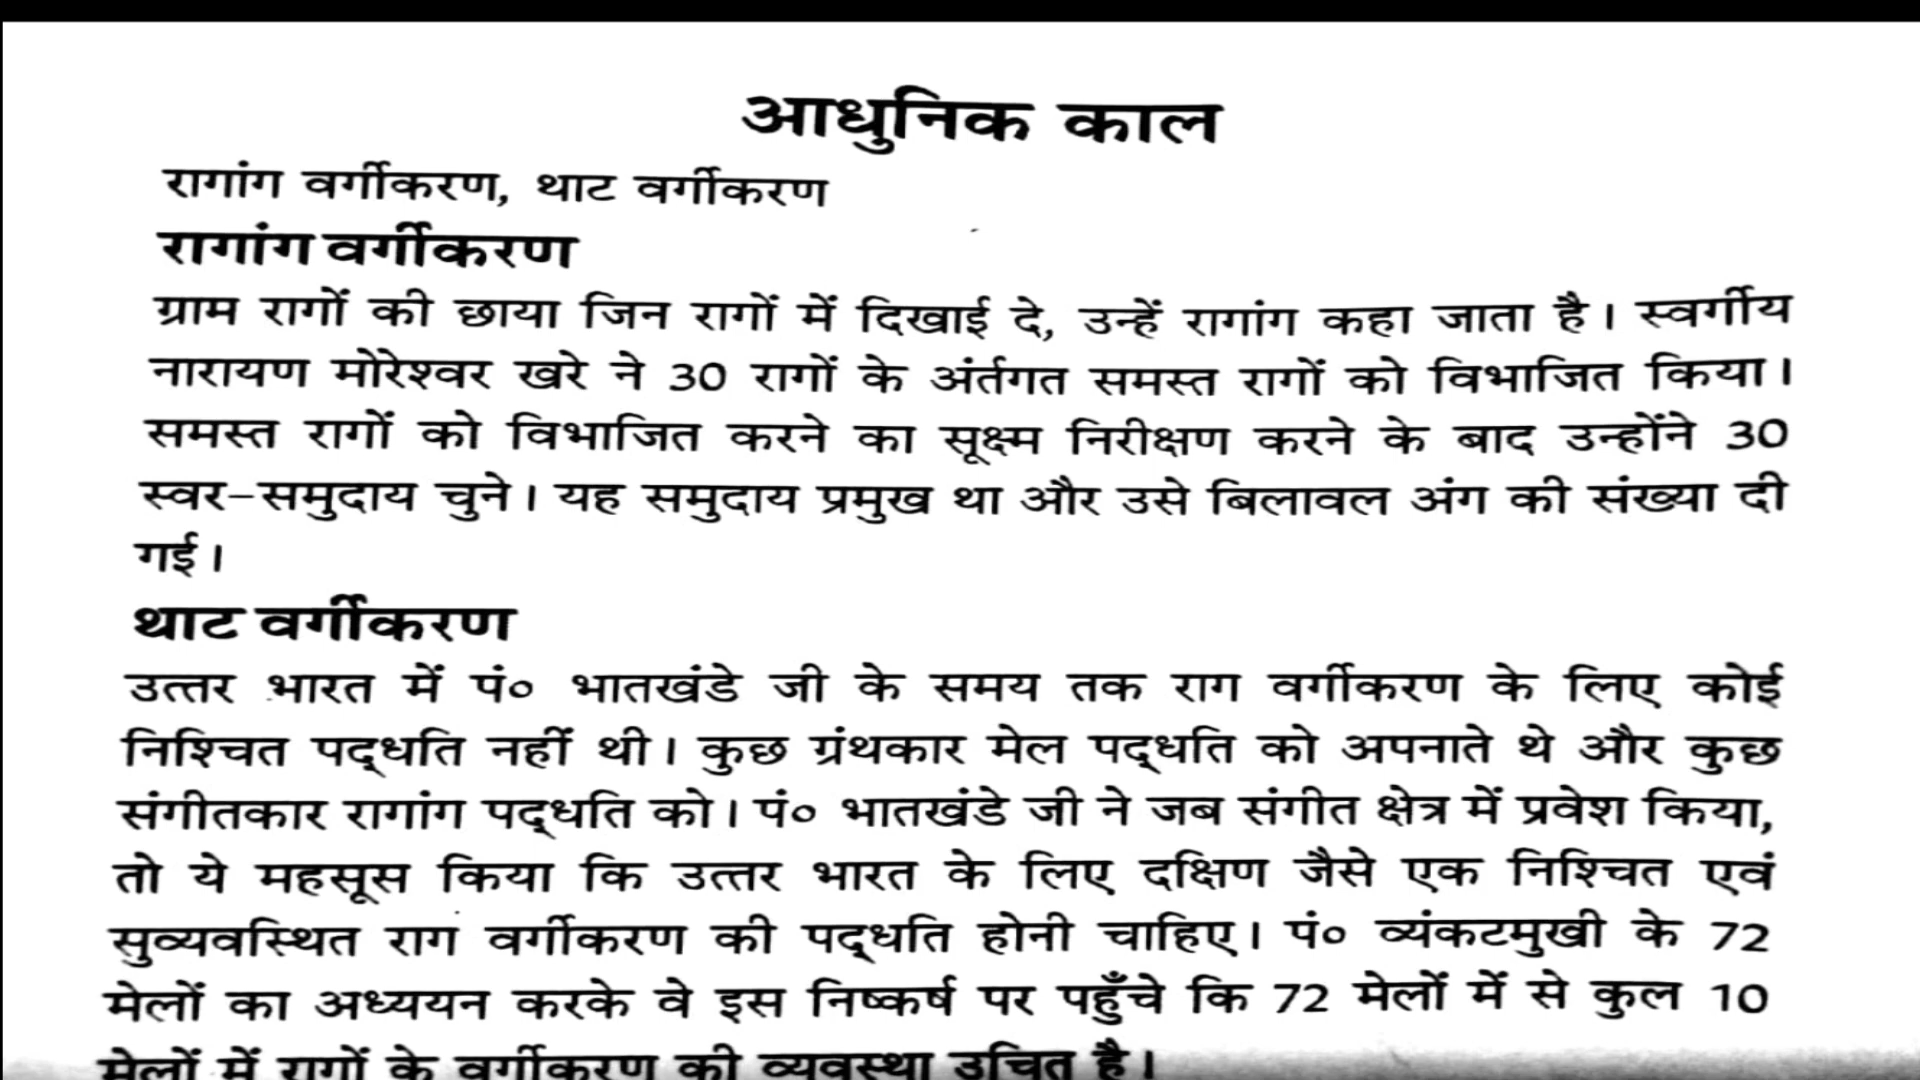 आधुनिक काल
रागांग वर्गीकरण, थाट वर्गीकरण
रागांग वर्गीकरण
ग्राम रागों की छाया जिन रागों में दिखाई दे, उन्हें रागांग कहा जाता है। स्वर्गीय
नारायण मोरेश्वर खरे ने 30 रागों के अंर्तगत समस्त रागों को विभाजित किया।
समस्त रागों को विभाजित करने का सूक्ष्म निरीक्षण करने के बाद उन्होंने 30
स्वर-समुदाय चुने। यह समुदाय प्रमुख था और उसे बिलावल अंग की संख्या दी
गई।
थाट वर्गीकरण
उत्तर भारत में पं० भातखंडे जी के समय तक राग वर्गीकरण के लिए कोई
निश्चित पद्धति नहीं थी। कुछ ग्रंथकार मेल पद्धति को अपनाते थे और कुछ
संगीतकार रागांग पद्धति को। पं० भातखंडे जी ने जब संगीत क्षेत्र में प्रवेश किया,
तो ये महसूस किया कि उत्तर भारत के लिए दक्षिण जैसे एक निश्चित एवं
सुव्यवस्थित राग वर्गीकरण की पद्धति होनी चाहिए। पं० व्यंकटमुखी के 72
मेलों का अध्ययन करके वे इस निष्कर्ष पर पहुँचे कि 72 मेलों में से कुल 10
मेलों में रागों के वर्गीकरण की व्यवस्था उचित है।